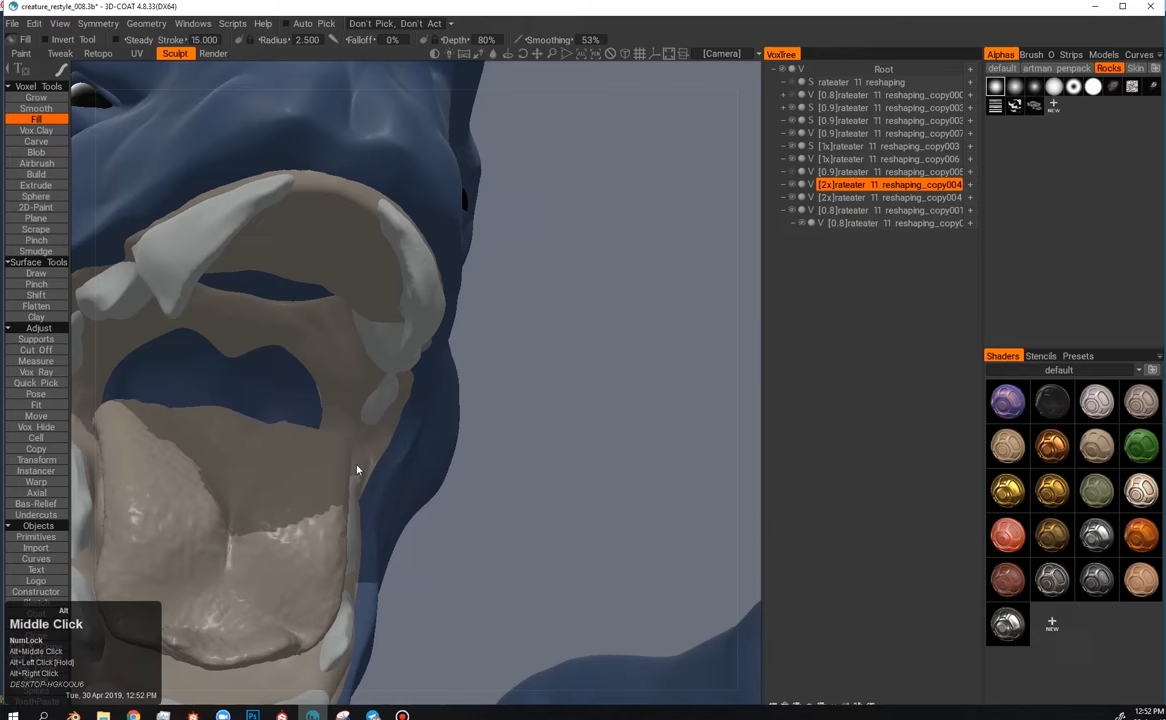 creature_restyle_008.3b* - 3D-COAT 4.8.33(DX64)
File Edit View Symmetry Geometry Windows Scripts Help Auto Pick Don't Pick, Don't Act
Fill Invert Tool Steady Stroke 15.000 Radius: 2.500 Falloff: 0% Depth: 80% Smoothing: 53%
Paint Tweak Retopo UV Sculpt Render [Camera] VoxTree Alphas Brush O Strips Models Curves
default artman penpack Rocks Skin
Voxel Tools
Grow
Smooth
Fill
Vox.Clay
Carve
Blob
Airbrush
Build
Extrude
Sphere
2D-Paint
Plane
Scrape
Pinch
Smudge
Surface Tools
Draw
Pinch
Shift
Flatten
Clay
Adjust
Supports
Cut Off
Measure
Vox Ray
Quick Pick
Pose
Fit
Move
Vox Hide
Cell
Copy
Transform
Instancer
Warp
Axial
Bas-Relief
Undercuts
Objects
Primitives
Import
Curves
Text
Logo
Constructor
V Root +
S rateater 11 reshaping +
V [0.8]rateater 11 reshaping_copy000 +
S [0.9]rateater 11 reshaping_copy003 +
S [0.9]rateater 11 reshaping_copy003 +
V [0.9]rateater 11 reshaping_copy007 +
S [1x]rateater 11 reshaping_copy003 +
V [1x]rateater 11 reshaping_copy006 +
V [0.9]rateater 11 reshaping_copy005 +
V [2x]rateater 11 reshaping_copy004 +
V [2x]rateater 11 reshaping_copy004 +
V [0.8]rateater 11 reshaping_copy001 +
V [0.8]rateater 11 reshaping_c +
NEW
Shaders Stencils Presets
default
NEW
Alt
Middle Click
NumLock
Alt+Middle Click
Alt+Left Click [Hold]
Alt+Right Click
DESKTOP-HGKOQU6
Tue, 30 Apr 2019, 12:52 PM
12:52 PM